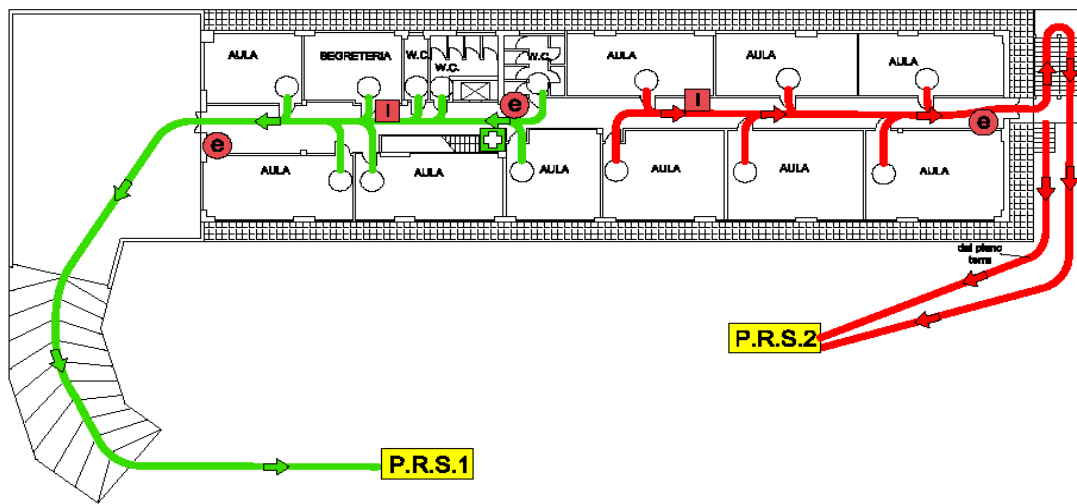 AULA
SEGRETERIA
W.C.
W.C.
W.C.
AULA
AULA
AULA
I
e
I
e
e
AULA
AULA
AULA
AULA
AULA
AULA
dal piano
terra
P.R.S.2
P.R.S.1